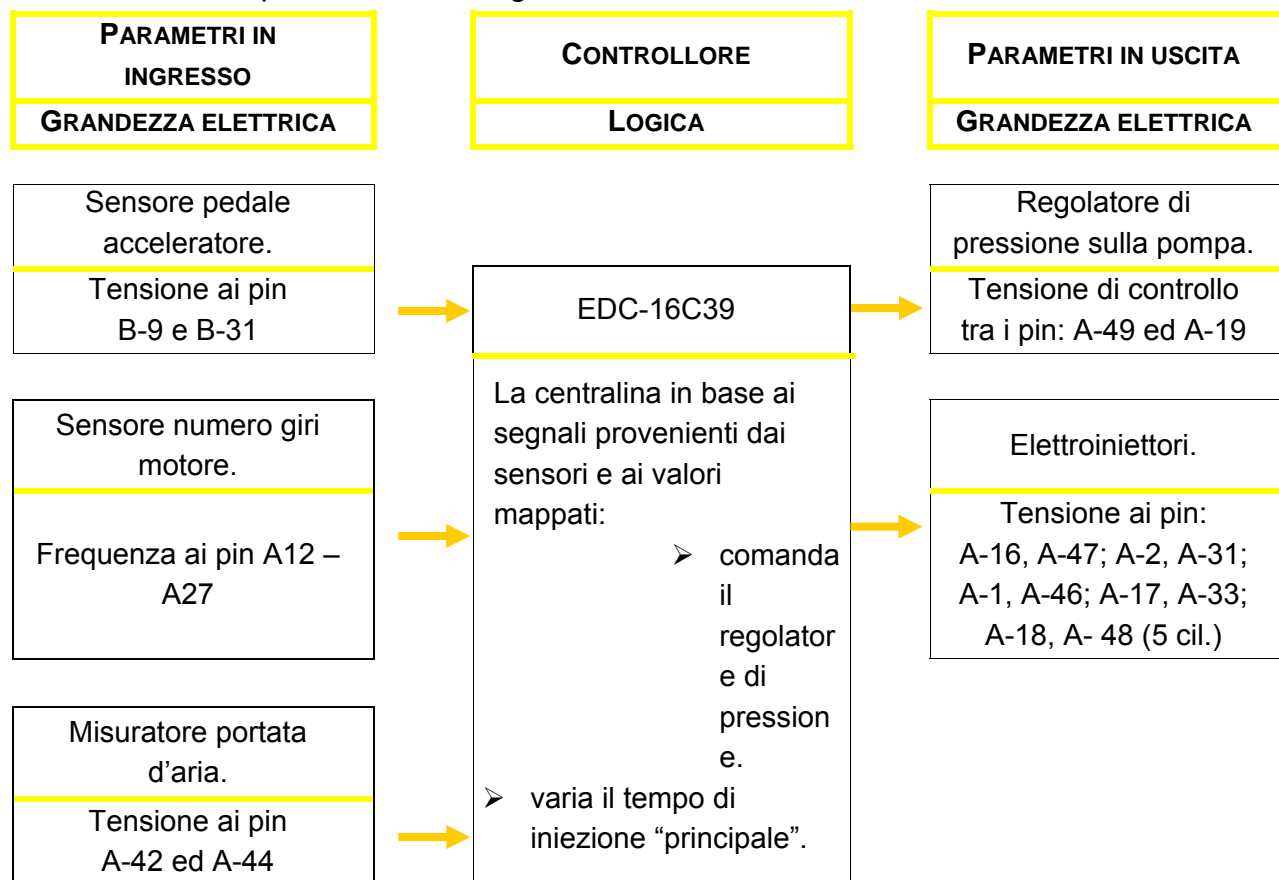 PARAMETRI IN
INGRESSO
GRANDEZZA ELETTRICA
CONTROLLORE
LOGICA
PARAMETRI IN USCITA
GRANDEZZA ELETTRICA
Sensore pedale
acceleratore.
Tensione ai pin
B-9 e B-31
Sensore numero giri
motore.
Frequenza ai pin A12 –
A27
Misuratore portata
d’aria.
Tensione ai pin
A-42 ed A-44
EDC-16C39
La centralina in base ai
segnali provenienti dai
sensori e ai valori
mappati:
➢ comanda
il
regolator
e di
pression
e.
➢ varia il tempo di
iniezione “principale”.
Regolatore di
pressione sulla pompa.
Tensione di controllo
tra i pin: A-49 ed A-19
Elettroiniettori.
Tensione ai pin:
A-16, A-47; A-2, A-31;
A-1, A-46; A-17, A-33;
A-18, A- 48 (5 cil.)